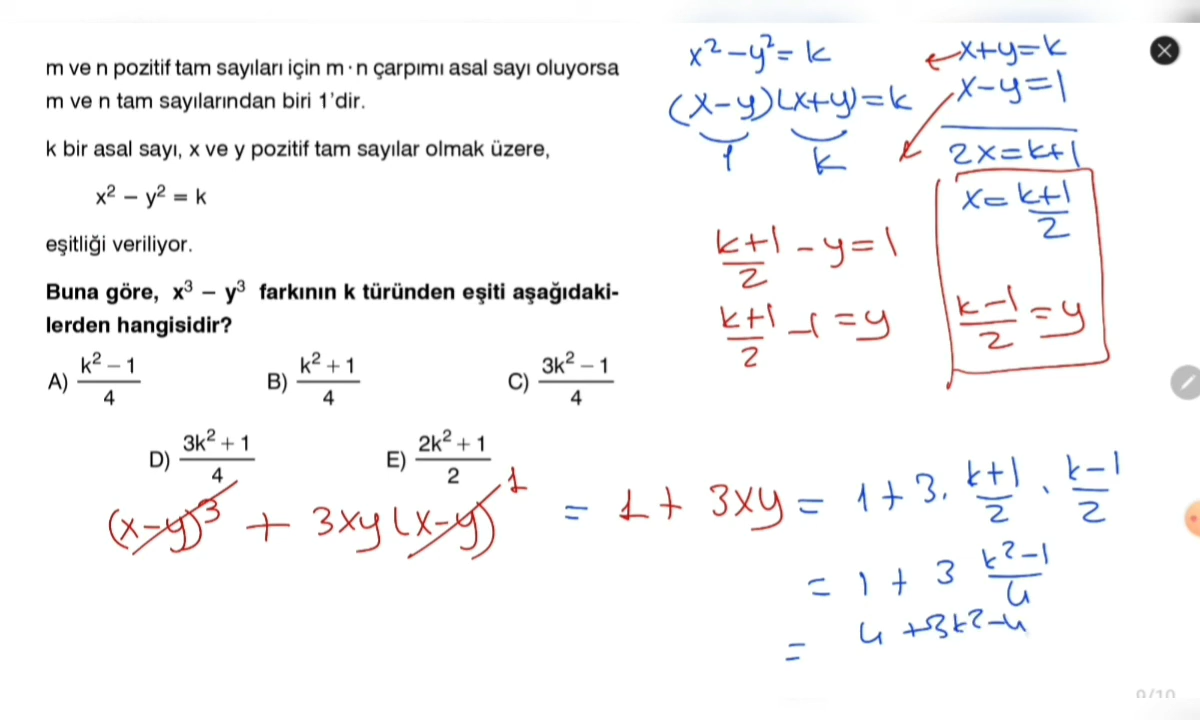 m ve n pozitif tam sayıları için m · n çarpımı asal sayı oluyorsa
m ve n tam sayılarından biri 1'dir.
k bir asal sayı, x ve y pozitif tam sayılar olmak üzere,
x² – y² = k
eşitliği veriliyor.
Buna göre, x³ – y³ farkının k türünden eşiti aşağıdaki-
lerden hangisidir?
A) (k² – 1)/4 B) (k² + 1)/4 C) (3k² – 1)/4
D) (3k² + 1)/4 E) (2k² + 1)/2
x² – y² = k
(x–y)(x+y) = k
1 k
x+y=k
x–y=1
2x=k+1
x= (k+1)/2
(k+1)/2 – y = 1
(k+1)/2 – 1 = y
(k–1)/2 = y
(x–y)³ + 3xy(x–y) 1 = 1 + 3xy = 1 + 3 · (k+1)/2 · (k–1)/2
= 1 + 3 (k²–1)/4
= 4 + 3k² – 4
9/10